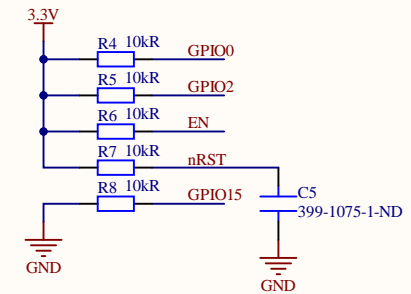 3.3V
R4 10kR GPIO0
R5 10kR GPIO2
R6 10kR EN
R7 10kR nRST
R8 10kR GPIO15
C5
399-1075-1-ND
GND
GND